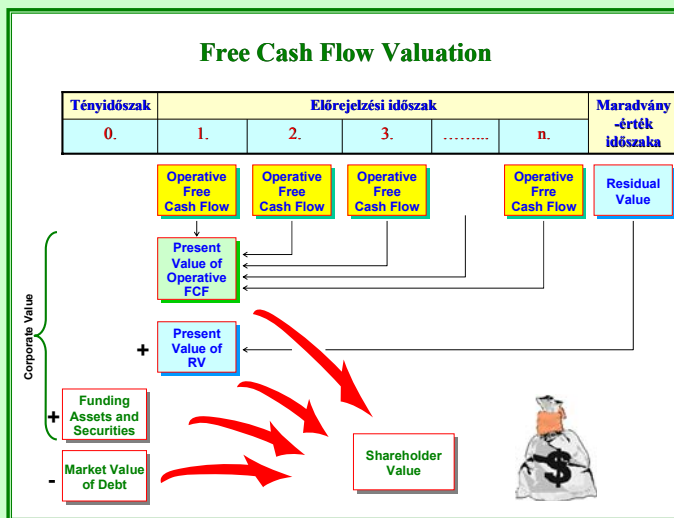 Free Cash Flow Valuation
Tényidőszak
Előrejelzési időszak
Maradvány
-érték
időszaka
0.
1.
2.
3.
.........
n.
Operative
Free
Cash Flow
Operative
Free
Cash Flow
Operative
Free
Cash Flow
Operative
Frre
Cash Flow
Residual
Value
Present
Value of
Operative
FCF
Corporate Value
+
Present
Value of
RV
+
Funding
Assets and
Securities
-
Market Value
of Debt
Shareholder
Value
$